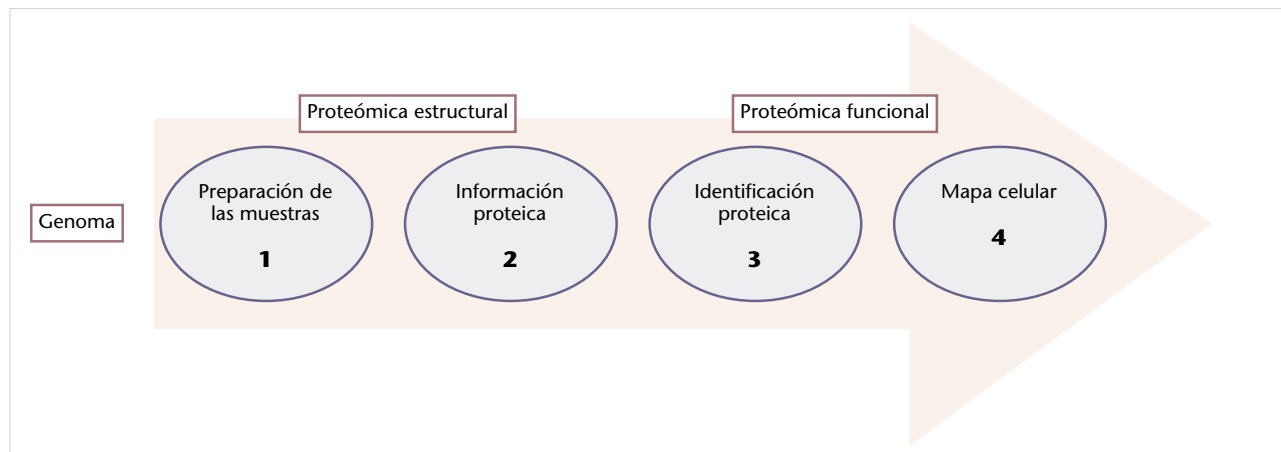 Proteómica estructural
Proteómica funcional
Genoma
Preparación de
las muestras
1
Información
proteica
2
Identificación
proteica
3
Mapa celular
4